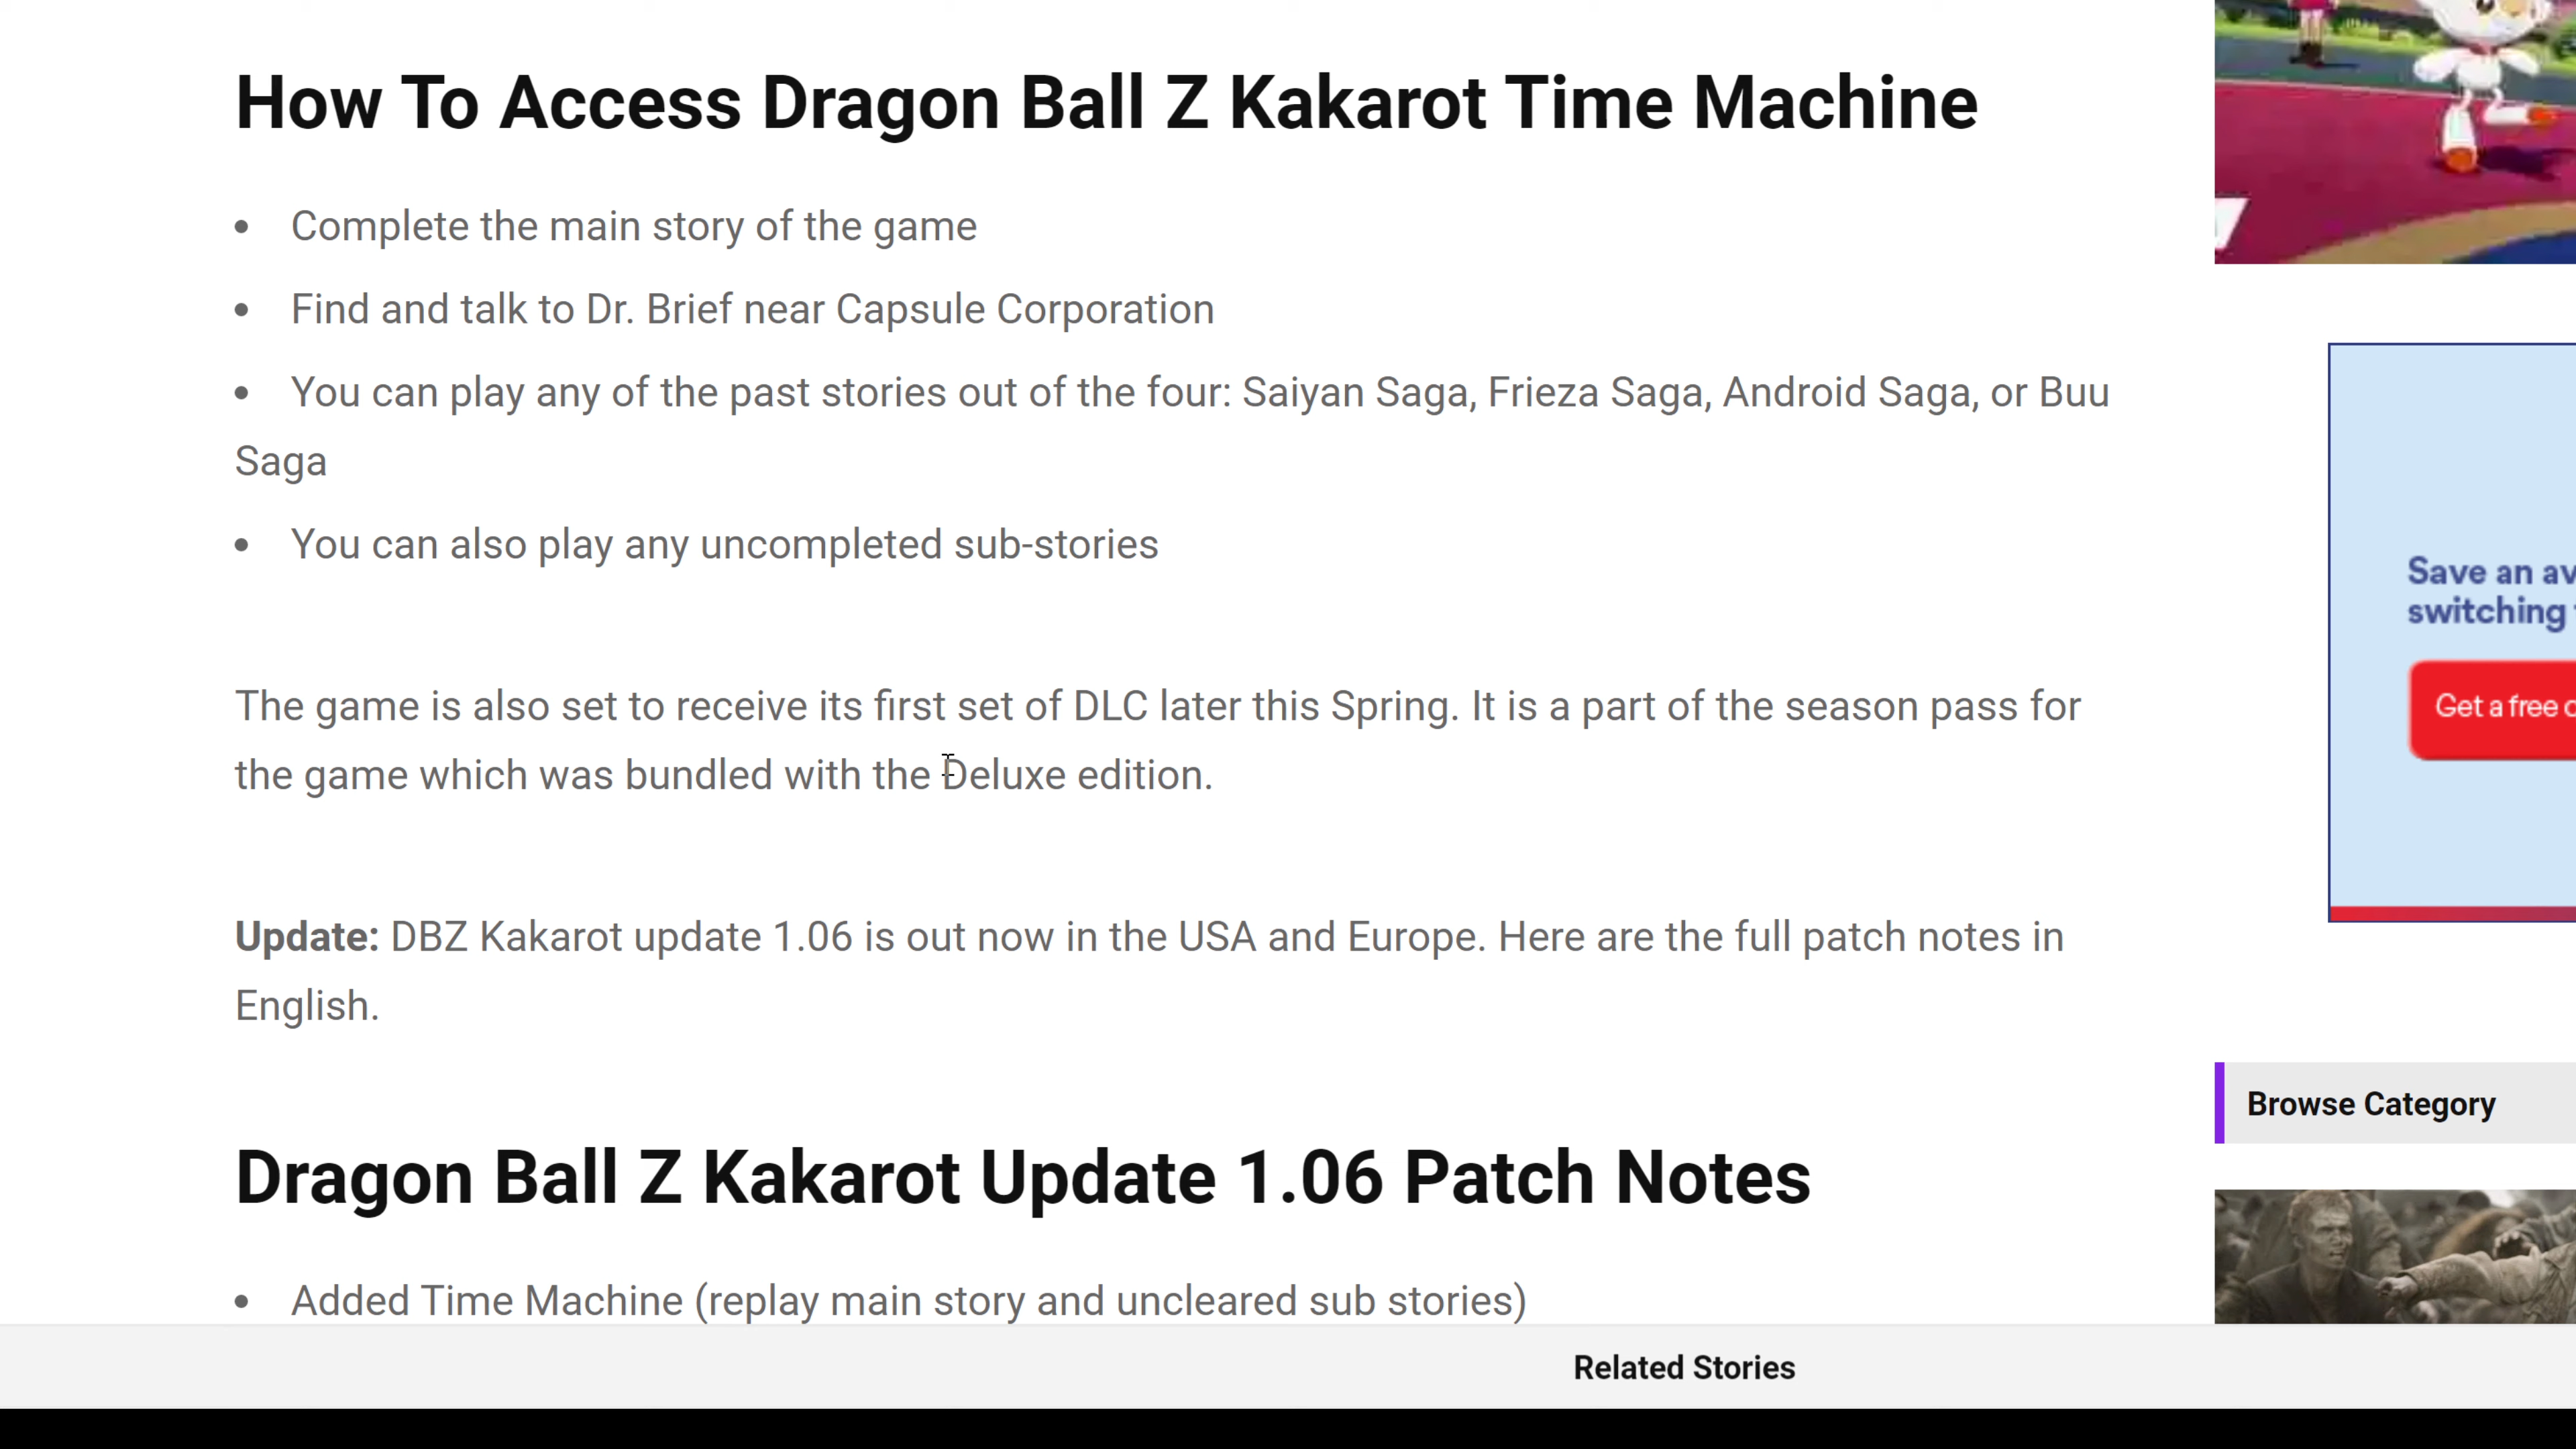 How To Access Dragon Ball Z Kakarot Time Machine
• Complete the main story of the game
• Find and talk to Dr. Brief near Capsule Corporation
• You can play any of the past stories out of the four: Saiyan Saga, Frieza Saga, Android Saga, or Buu
Saga
• You can also play any uncompleted sub-stories
The game is also set to receive its first set of DLC later this Spring. It is a part of the season pass for
the game which was bundled with the Deluxe edition.
Update: DBZ Kakarot update 1.06 is out now in the USA and Europe. Here are the full patch notes in
English.
Dragon Ball Z Kakarot Update 1.06 Patch Notes
• Added Time Machine (replay main story and uncleared sub stories)
Save an
switching
Get a free
Browse Category
Related Stories